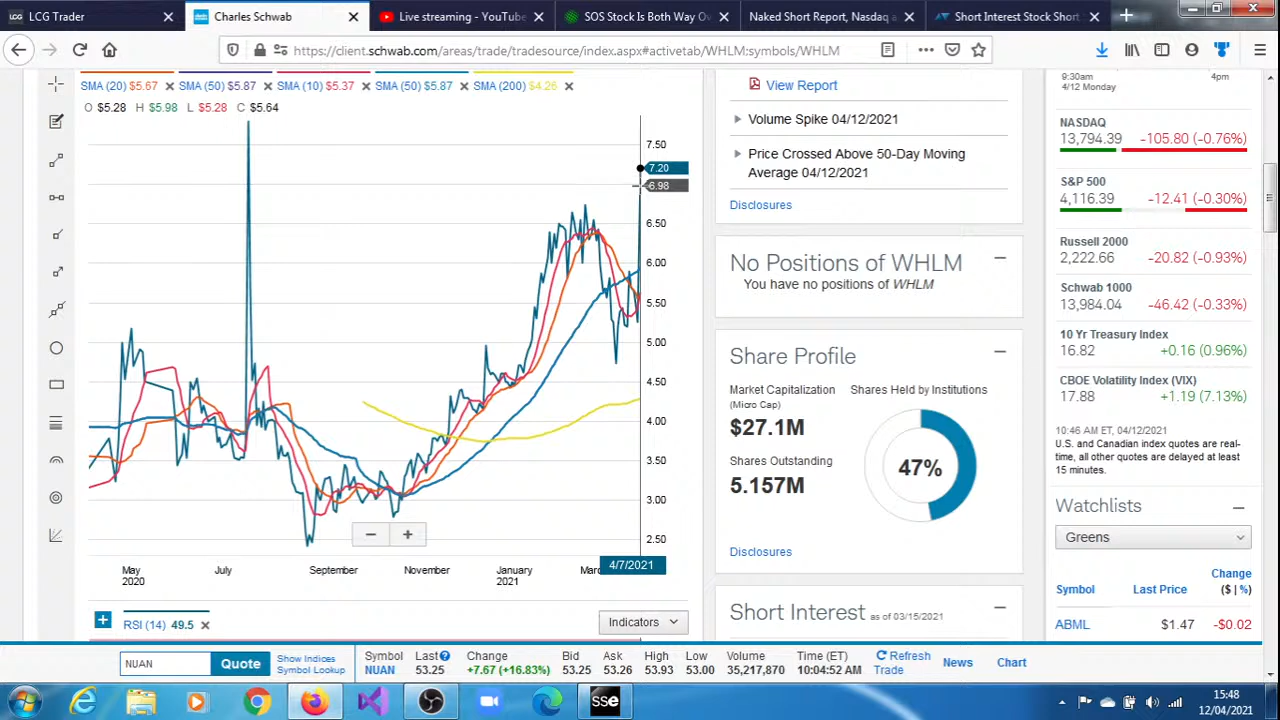 LCG Trader
Charles Schwab
Live streaming - YouTube
SOS Stock Is Both Way Ov
Naked Short Report, Nasdaq a
Short Interest Stock Short
https://client.schwab.com/areas/trade/tradesource/index.aspx#activetab/WHLM:symbols/WHLM
SMA (20) $5.67
SMA (50) $5.87
SMA (10) $5.37
SMA (50) $5.87
SMA (200) $4.26
O $5.28 H $5.98 L $5.28 C $5.64
7.50
7.20
6.98
6.50
6.00
5.50
5.00
4.50
4.00
3.50
3.00
2.50
May
2020
July
September
November
January
2021
Marc
4/7/2021
RSI (14) 49.5
Indicators
View Report
Volume Spike 04/12/2021
Price Crossed Above 50-Day Moving
Average 04/12/2021
Disclosures
No Positions of WHLM
You have no positions of WHLM
Share Profile
Market Capitalization
(Micro Cap)
$27.1M
Shares Outstanding
5.157M
Shares Held by Institutions
47%
Disclosures
Short Interest as of 03/15/2021
9:30am
4pm
4/12 Monday
NASDAQ
13,794.39 -105.80 (-0.76%)
S&P 500
4,116.39 -12.41 (-0.30%)
Russell 2000
2,222.66 -20.82 (-0.93%)
Schwab 1000
13,984.04 -46.42 (-0.33%)
10 Yr Treasury Index
16.82 +0.16 (0.96%)
CBOE Volatility Index (VIX)
17.88 +1.19 (7.13%)
10:46 AM ET, 04/12/2021
U.S. and Canadian index quotes are real-
time, all other quotes are delayed at least
15 minutes.
Watchlists
Greens
Symbol Last Price Change
($ | %)
ABML $1.47 -$0.02
NUAN
Quote
Show Indices
Symbol Lookup
Symbol Last Change Bid Ask High Low Volume Time (ET)
NUAN 53.25 +7.67 (+16.83%) 53.25 53.26 53.93 53.00 35,217,870 10:04:52 AM
Refresh
Trade
News
Chart
sse
15:48
12/04/2021